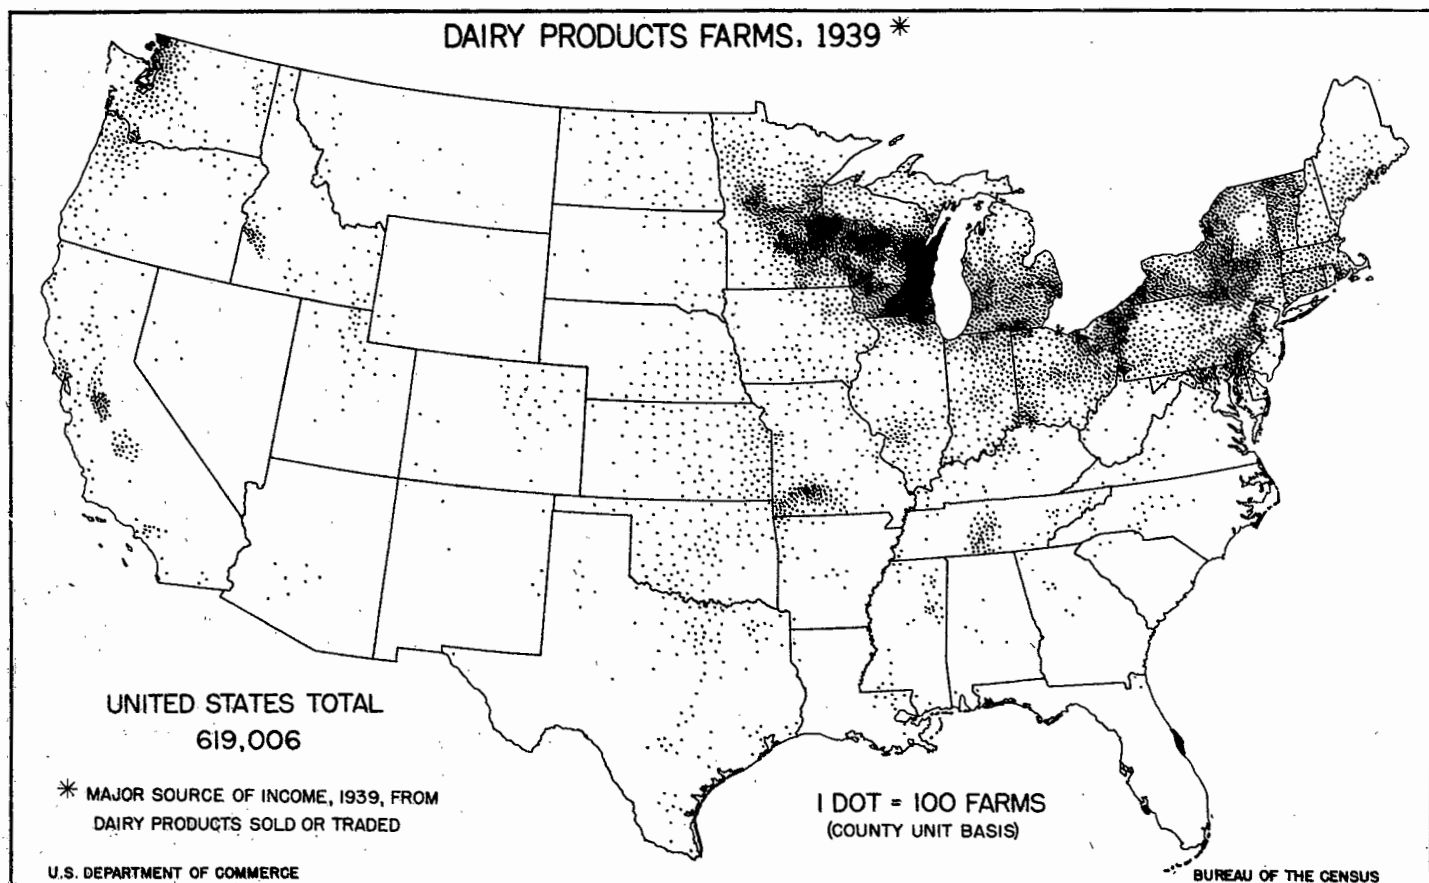 DAIRY PRODUCTS FARMS, 1939 *
UNITED STATES TOTAL
619,006
* MAJOR SOURCE OF INCOME, 1939, FROM
DAIRY PRODUCTS SOLD OR TRADED
1 DOT = 100 FARMS
(COUNTY UNIT BASIS)
U.S. DEPARTMENT OF COMMERCE
BUREAU OF THE CENSUS